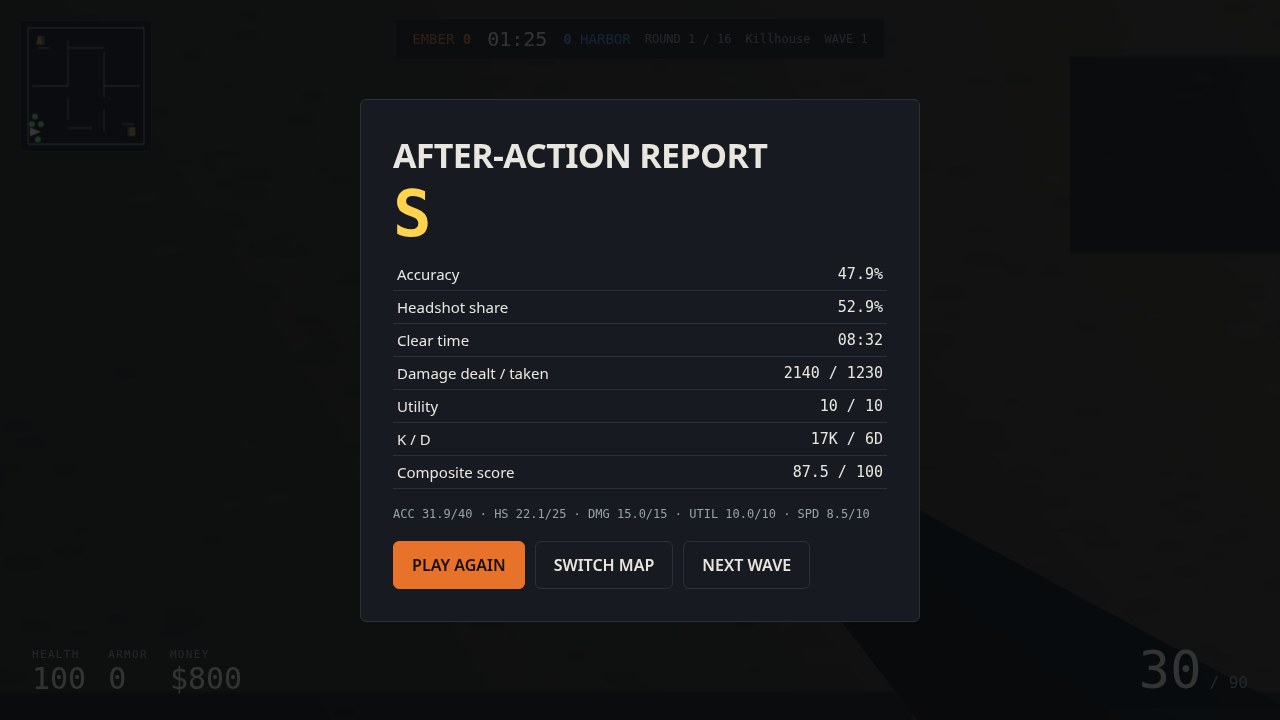 A
EMBER 0 01:25 0 HARBOR ROUND 1 / 16 Killhouse WAVE 1
AFTER-ACTION REPORT
S
Accuracy 47.9%
Headshot share 52.9%
Clear time 08:32
Damage dealt / taken 2140 / 1230
Utility 10 / 10
K / D 17K / 6D
Composite score 87.5 / 100
ACC 31.9/40 · HS 22.1/25 · DMG 15.0/15 · UTIL 10.0/10 · SPD 8.5/10
PLAY AGAIN SWITCH MAP NEXT WAVE
HEALTH ARMOR MONEY
100 0 $800
30 / 90